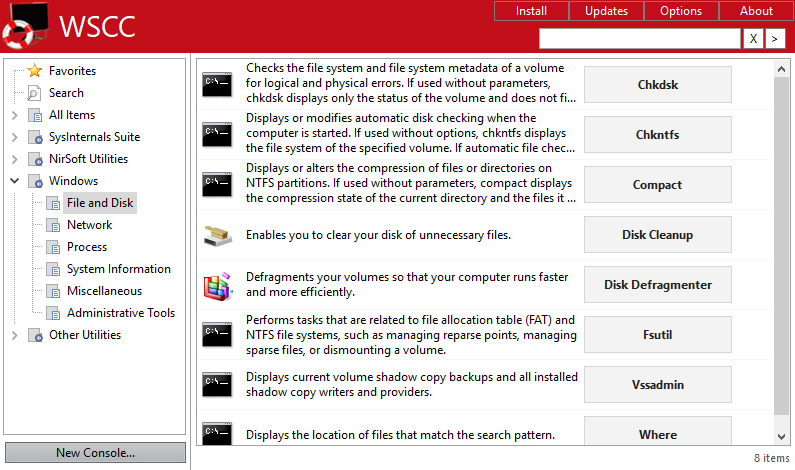 WSCC
Install
Updates
Options
About
X
>
Favorites
Search
All Items
SysInternals Suite
NirSoft Utilities
Windows
File and Disk
Network
Process
System Information
Miscellaneous
Administrative Tools
Other Utilities
New Console...
C:\_
Checks the file system and file system metadata of a volume
for logical and physical errors. If used without parameters,
chkdsk displays only the status of the volume and does not fi...
Chkdsk
C:\_
Displays or modifies automatic disk checking when the
computer is started. If used without options, chkntfs displays
the file system of the specified volume. If automatic file chec...
Chkntfs
C:\_
Displays or alters the compression of files or directories on
NTFS partitions. If used without parameters, compact displays
the compression state of the current directory and the files it ...
Compact
Enables you to clear your disk of unnecessary files.
Disk Cleanup
Defragments your volumes so that your computer runs faster
and more efficiently.
Disk Defragmenter
C:\_
Performs tasks that are related to file allocation table (FAT) and
NTFS file systems, such as managing reparse points, managing
sparse files, or dismounting a volume.
Fsutil
C:\_
Displays current volume shadow copy backups and all installed
shadow copy writers and providers.
Vssadmin
C:\_
Displays the location of files that match the search pattern.
Where
8 items